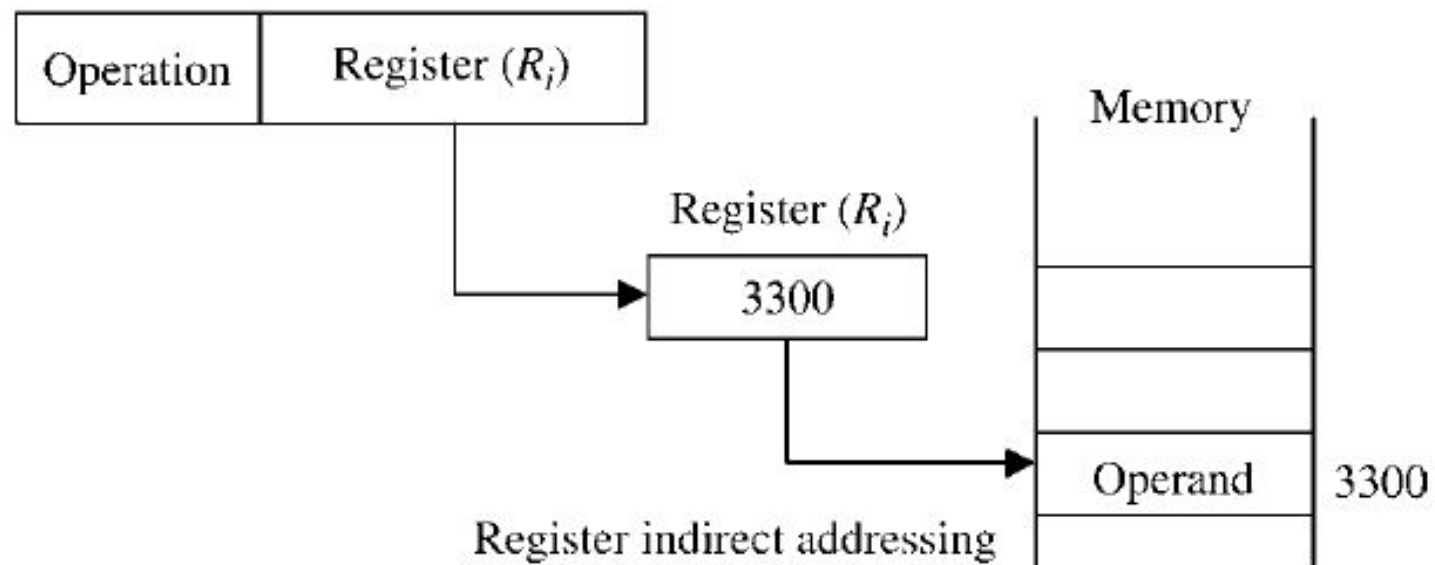 Operation
Register (Rᵢ)
Memory
Register (Rᵢ)
3300
Operand
3300
Register indirect addressing